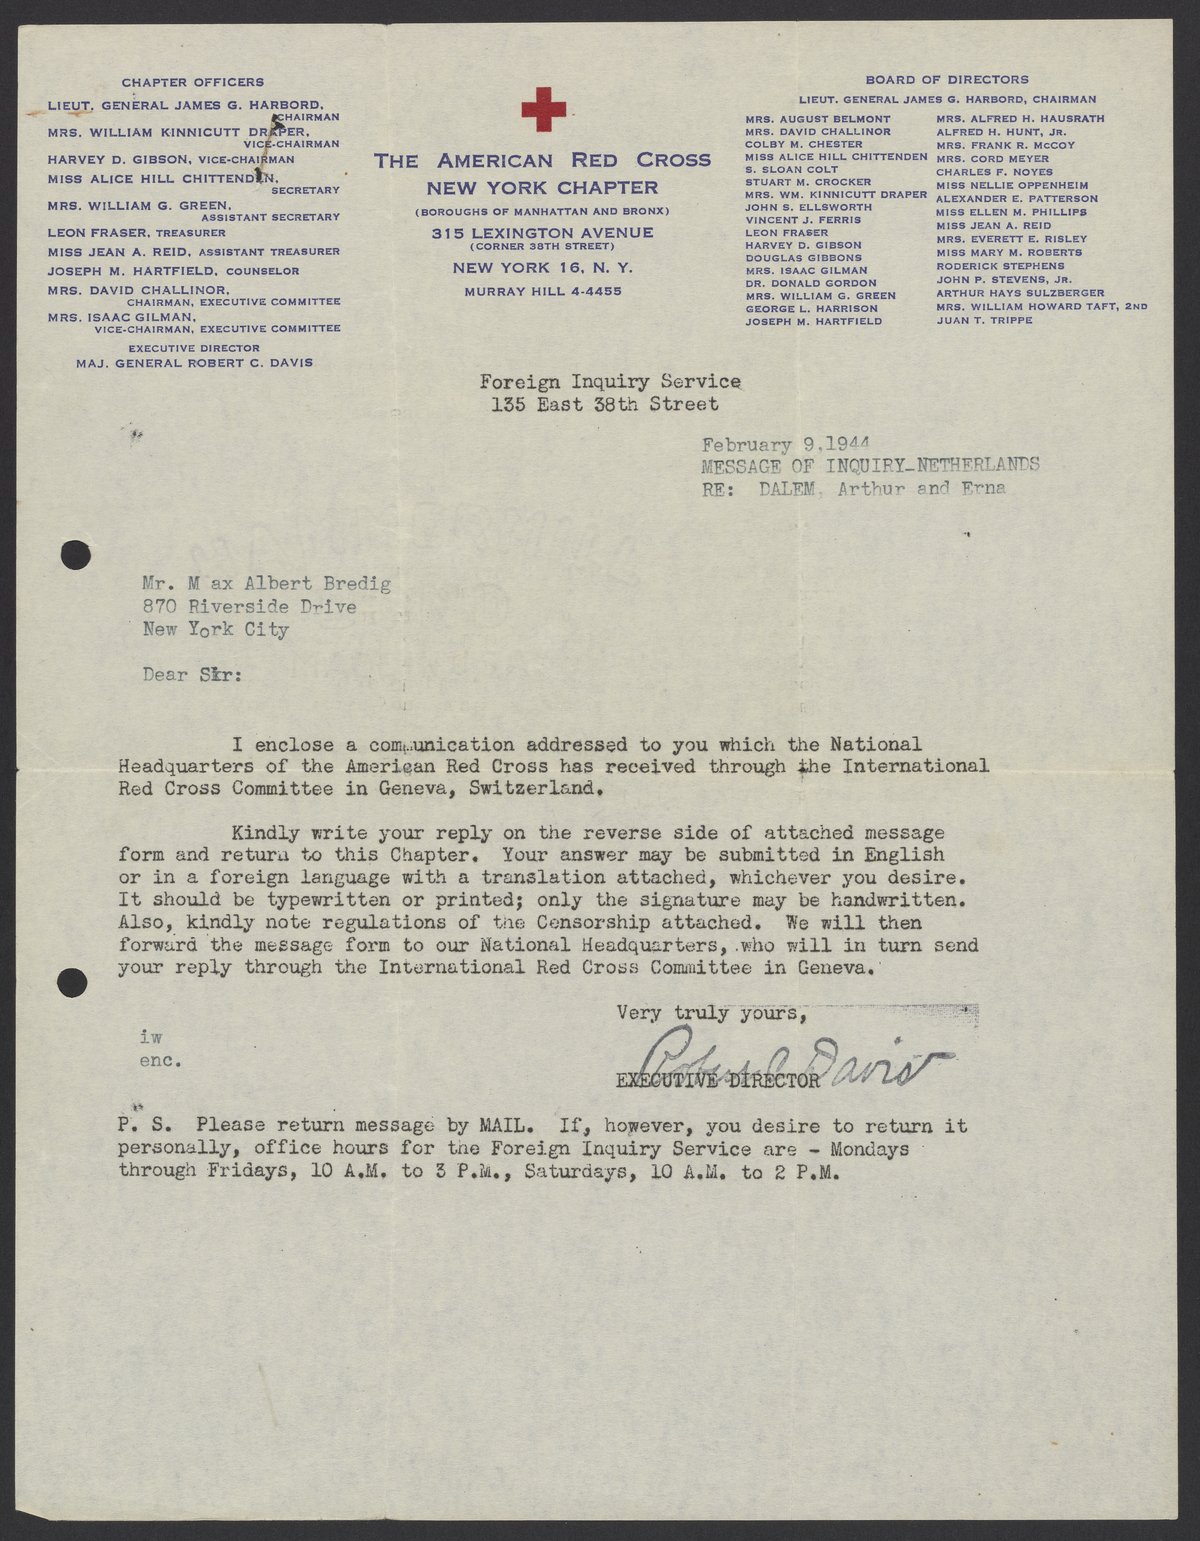 CHAPTER OFFICERS
LIEUT. GENERAL JAMES G. HARBORD,
CHAIRMAN
MRS. WILLIAM KINNICUTT DRAPER,
VICE-CHAIRMAN
HARVEY D. GIBSON, VICE-CHAIRMAN
MISS ALICE HILL CHITTENDEN,
SECRETARY
MRS. WILLIAM G. GREEN,
ASSISTANT SECRETARY
LEON FRASER, TREASURER
MISS JEAN A. REID, ASSISTANT TREASURER
JOSEPH M. HARTFIELD, COUNSELOR
MRS. DAVID CHALLINOR,
CHAIRMAN, EXECUTIVE COMMITTEE
MRS. ISAAC GILMAN,
VICE-CHAIRMAN, EXECUTIVE COMMITTEE
EXECUTIVE DIRECTOR
MAJ. GENERAL ROBERT C. DAVIS
THE AMERICAN RED CROSS
NEW YORK CHAPTER
(BOROUGHS OF MANHATTAN AND BRONX)
315 LEXINGTON AVENUE
(CORNER 38TH STREET)
NEW YORK 16, N. Y.
MURRAY HILL 4-4455
BOARD OF DIRECTORS
LIEUT. GENERAL JAMES G. HARBORD, CHAIRMAN
MRS. AUGUST BELMONT
MRS. DAVID CHALLINOR
COLBY M. CHESTER
MISS ALICE HILL CHITTENDEN
S. SLOAN COLT
STUART M. CROCKER
MRS. WM. KINNICUTT DRAPER
JOHN S. ELLSWORTH
VINCENT J. FERRIS
LEON FRASER
HARVEY D. GIBSON
DOUGLAS GIBBONS
MRS. ISAAC GILMAN
DR. DONALD GORDON
MRS. WILLIAM G. GREEN
GEORGE L. HARRISON
JOSEPH M. HARTFIELD
MRS. ALFRED H. HAUSRATH
ALFRED H. HUNT, JR.
MRS. FRANK R. McCOY
MRS. CORD MEYER
CHARLES F. NOYES
MISS NELLIE OPPENHEIM
ALEXANDER E. PATTERSON
MISS ELLEN M. PHILLIPS
MISS JEAN A. REID
MRS. EVERETT E. RISLEY
MISS MARY M. ROBERTS
RODERICK STEPHENS
JOHN P. STEVENS, JR.
ARTHUR HAYS SULZBERGER
MRS. WILLIAM HOWARD TAFT, 2ND
JUAN T. TRIPPE
Foreign Inquiry Service
135 East 38th Street
February 9,1944
MESSAGE OF INQUIRY-NETHERLANDS
RE: DALEM, Arthur and Erna
Mr. M ax Albert Bredig
870 Riverside Drive
New York City
Dear Sir:
I enclose a communication addressed to you which the National
Headquarters of the American Red Cross has received through the International
Red Cross Committee in Geneva, Switzerland.
Kindly write your reply on the reverse side of attached message
form and return to this Chapter. Your answer may be submitted in English
or in a foreign language with a translation attached, whichever you desire.
It should be typewritten or printed; only the signature may be handwritten.
Also, kindly note regulations of the Censorship attached. We will then
forward the message form to our National Headquarters, who will in turn send
your reply through the International Red Cross Committee in Geneva.
Very truly yours,
iw
enc.
Robert C Davis
EXECUTIVE DIRECTOR
P. S. Please return message by MAIL. If, however, you desire to return it
personally, office hours for the Foreign Inquiry Service are - Mondays
through Fridays, 10 A.M. to 3 P.M., Saturdays, 10 A.M. to 2 P.M.